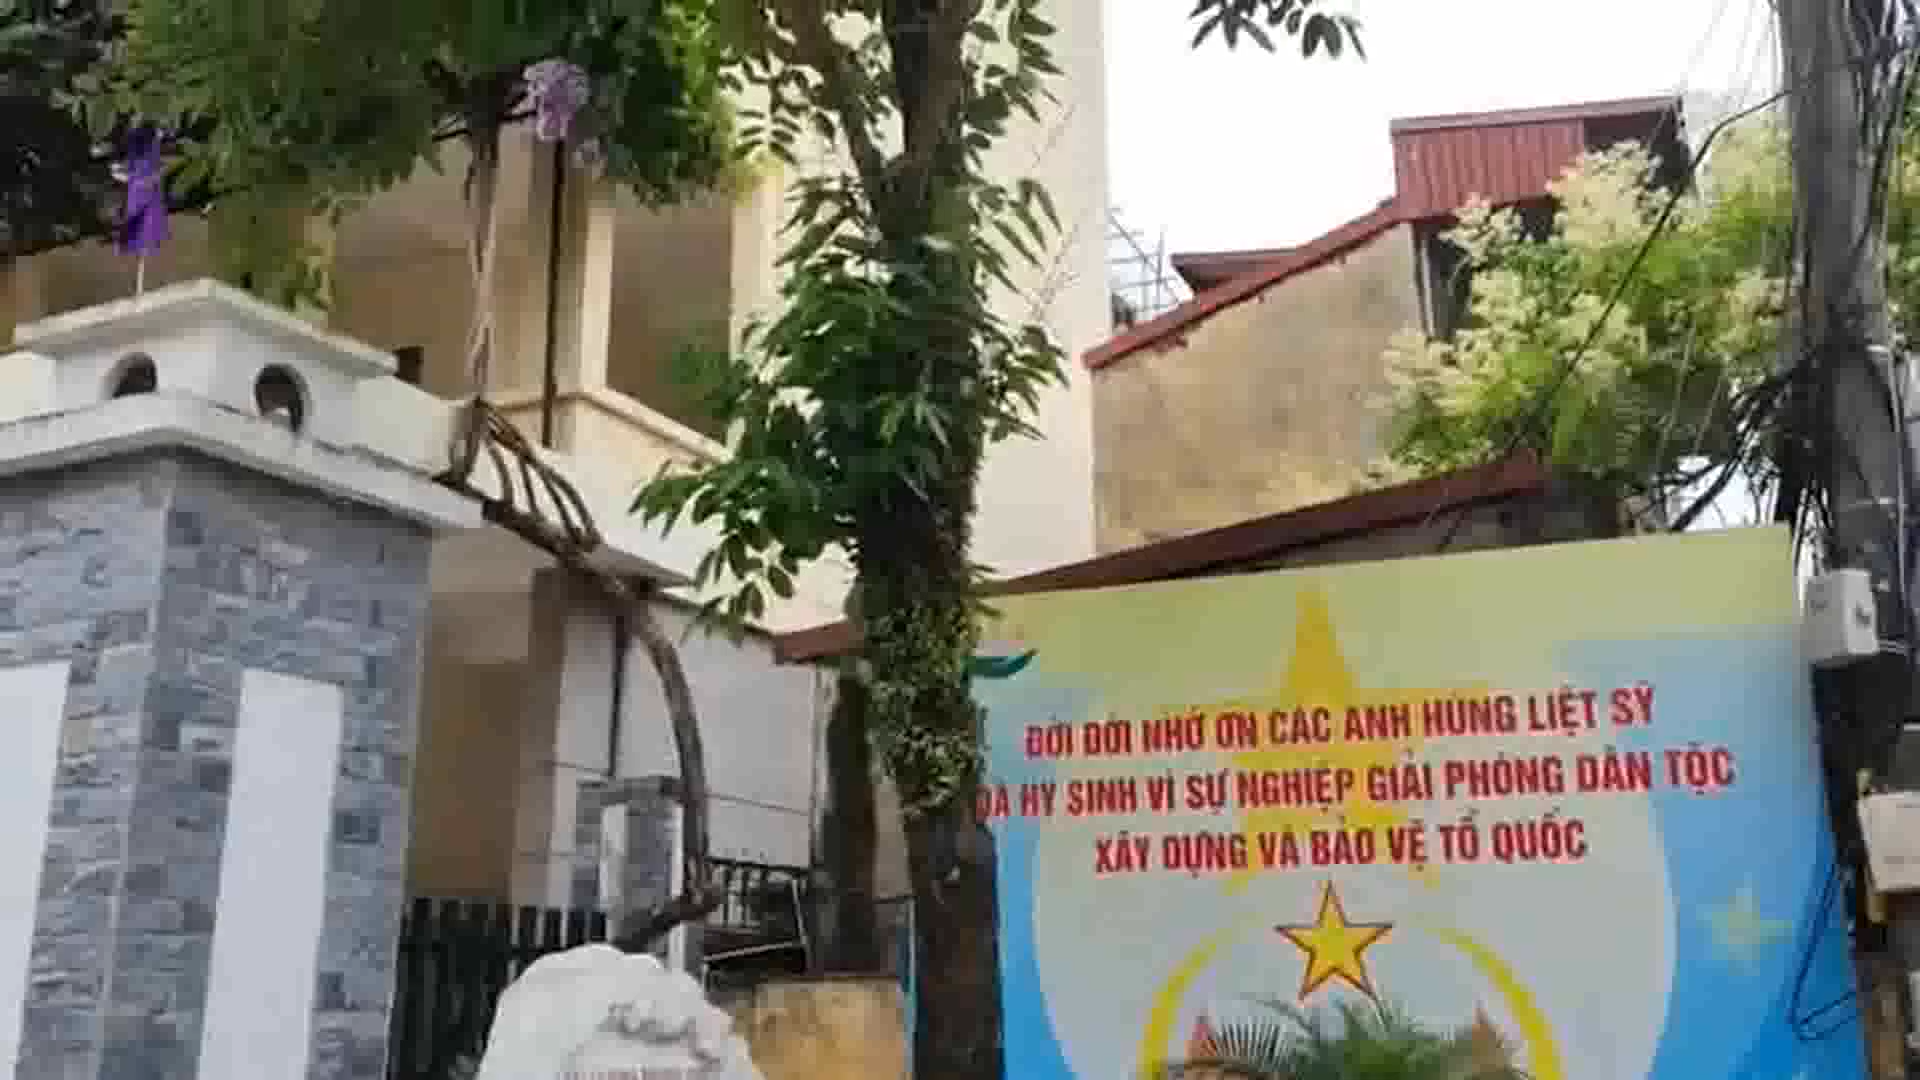 ĐỜI ĐỜI NHỚ ƠN CÁC ANH HÙNG LIỆT SỸ
ĐÃ HY SINH VÌ SỰ NGHIỆP GIẢI PHÓNG DÂN TỘC
XÂY DỰNG VÀ BẢO VỆ TỔ QUỐC